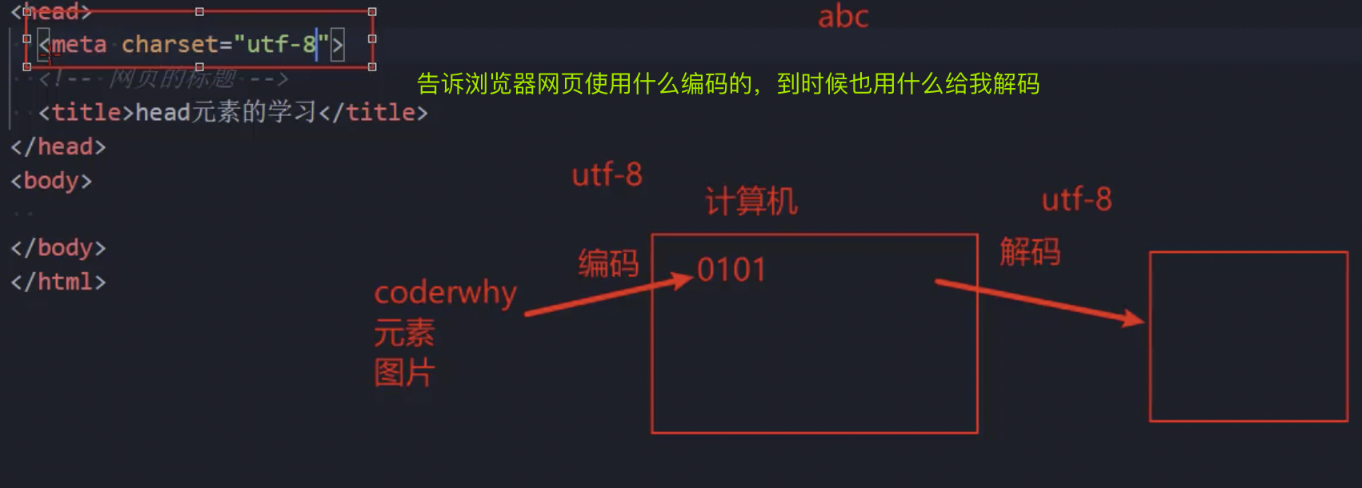 <head>
abc
<meta charset="utf-8">
<!-- 网页的标题 -->
告诉浏览器网页使用什么编码的，到时候也用什么给我解码
<title>head元素的学习</title>
</head>
<body>
utf-8
计算机
utf-8
</body>
编码
0101
解码
</html>
coderwhy
元素
图片